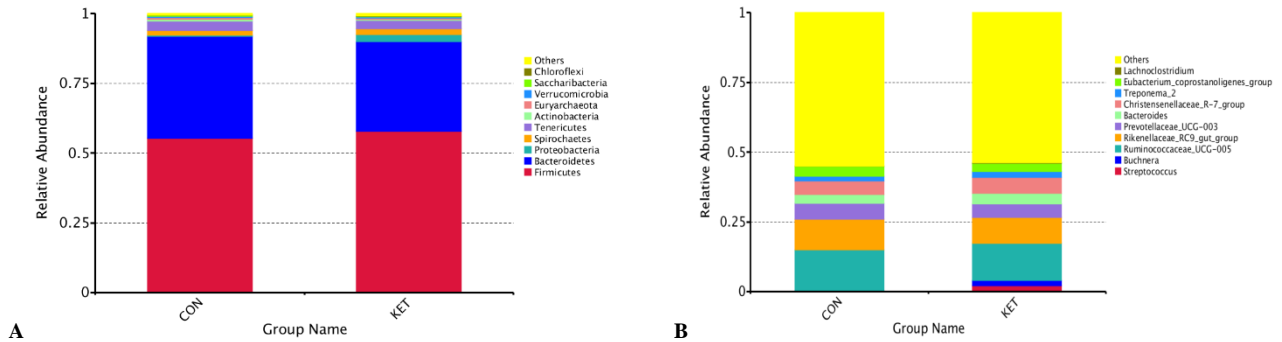 1
0.75
0.5
0.25
0
Relative Abundance
CON
KET
Group Name
Others
Chloroflexi
Saccharibacteria
Verrucomicrobia
Euryarchaeota
Actinobacteria
Tenericutes
Spirochaetes
Proteobacteria
Bacteroidetes
Firmicutes
A
1
0.75
0.5
0.25
0
Relative Abundance
CON
KET
Group Name
Others
Lachnoclostridium
Eubacterium_coprostanoligenes_group
Treponema_2
Christensenellaceae_R-7_group
Bacteroides
Prevotellaceae_UCG-003
Rikenellaceae_RC9_gut_group
Ruminococcaceae_UCG-005
Buchnera
Streptococcus
B